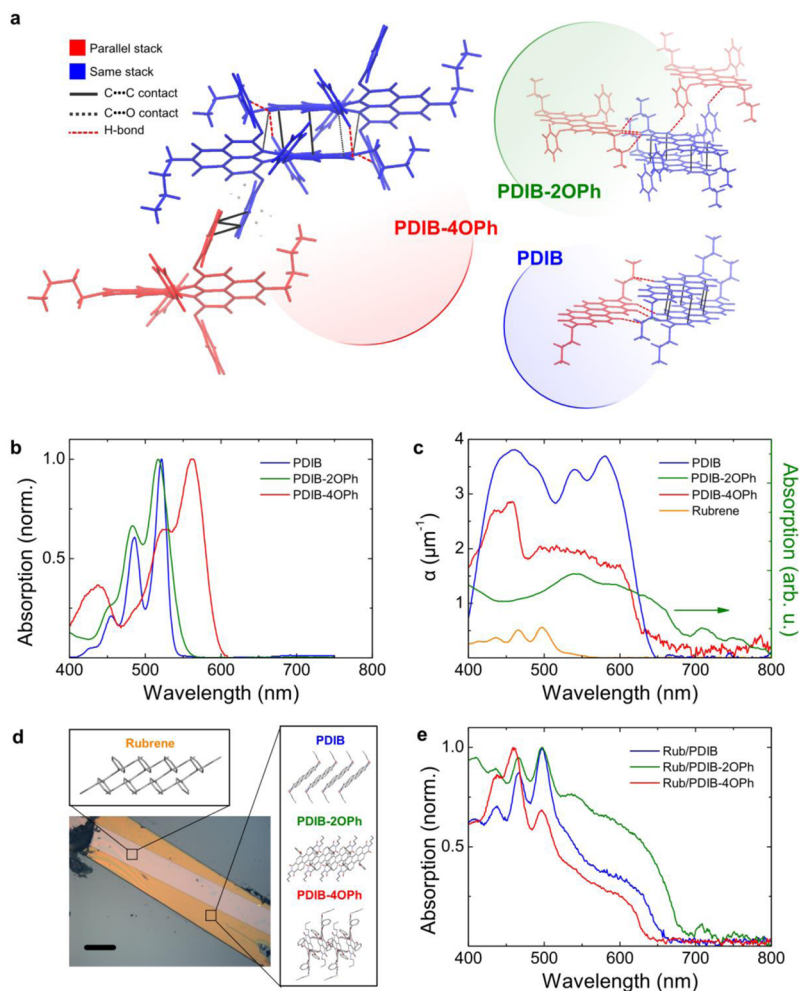 a
Parallel stack
Same stack
C•••C contact
C•••O contact
H-bond
PDIB-4OPh
PDIB-2OPh
PDIB
b
Absorption (norm.)
1.0
0.5
PDIB
PDIB-2OPh
PDIB-4OPh
400 500 600 700 800
Wavelength (nm)
c
α (μm⁻¹)
4
3
2
1
PDIB
PDIB-2OPh
PDIB-4OPh
Rubrene
Absorption (arb. u.)
400 500 600 700 800
Wavelength (nm)
d
Rubrene
PDIB
PDIB-2OPh
PDIB-4OPh
e
Absorption (norm.)
1.0
0.5
Rub/PDIB
Rub/PDIB-2OPh
Rub/PDIB-4OPh
400 500 600 700 800
Wavelength (nm)